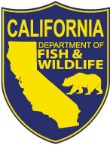 CALIFORNIA
DEPARTMENT OF
FISH &
WILDLIFE